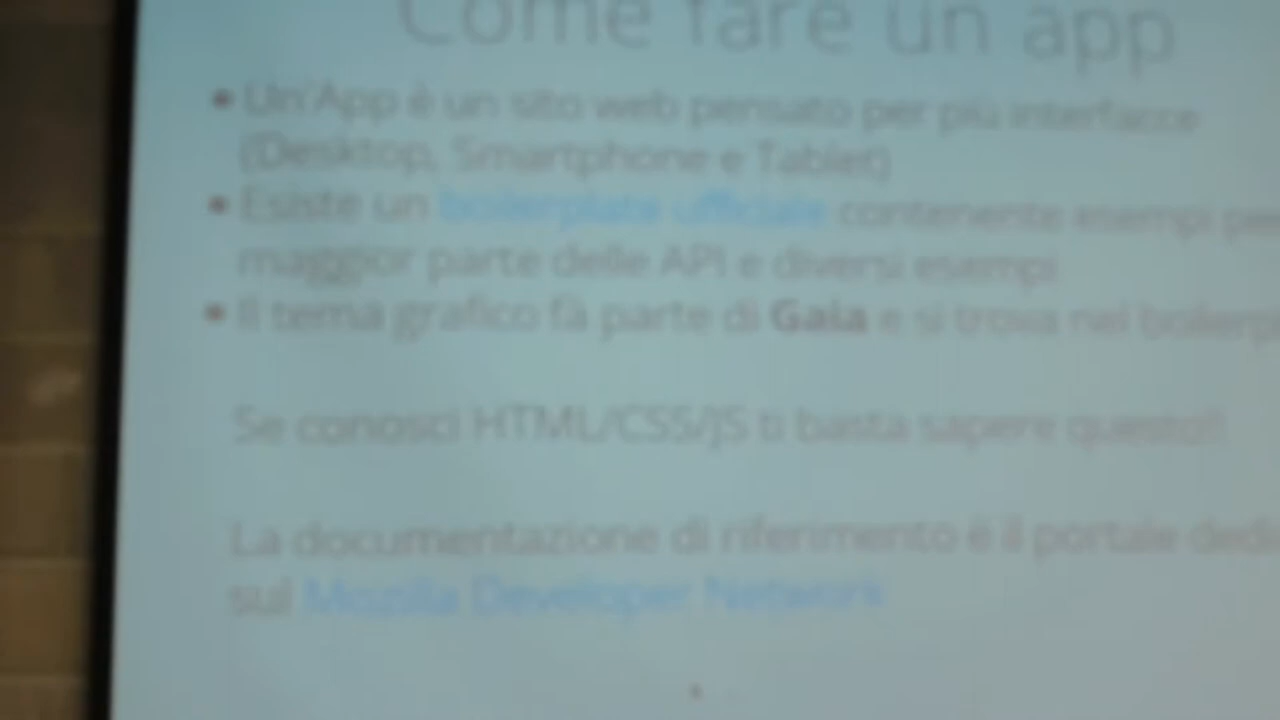 Come fare un app
• Un'App è un sito web pensato per più interfacce
(Desktop, Smartphone e Tablet)
• Esiste un boilerplate ufficiale contenente esempi per
maggior parte delle API e diversi esempi
• Il tema grafico fà parte di Gaia e si trova nel
Se conosci HTML/CSS/JS ti basta sapere questo!!
La documentazione di riferimento è il portale
sul Mozilla Developer Network